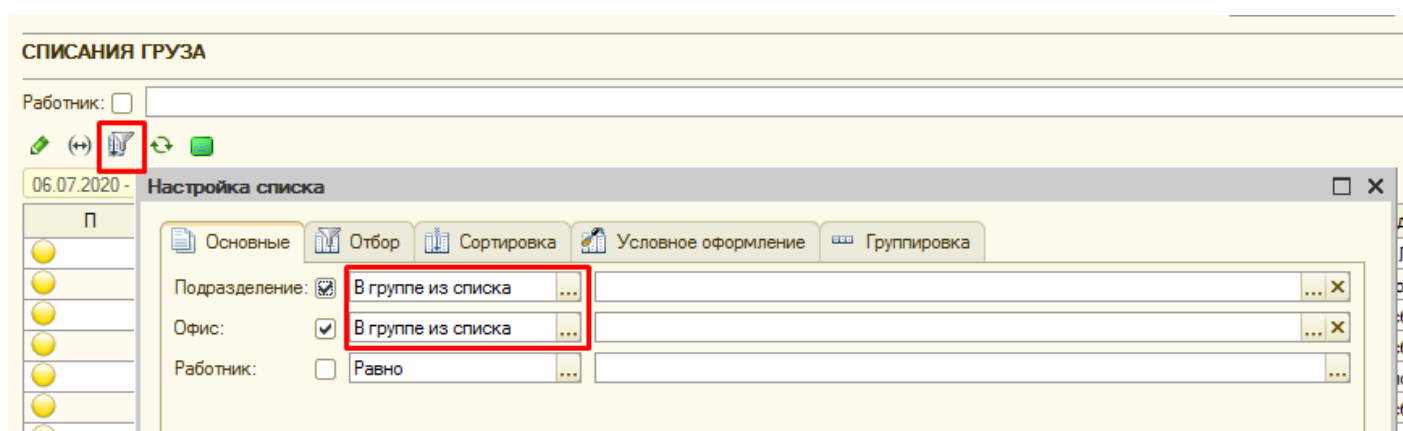 СПИСАНИЯ ГРУЗА
Работник:
06.07.2020 -
Настройка списка
П
Основные Отбор Сортировка Условное оформление Группировка
Подразделение: В группе из списка ... ... ×
Офис: В группе из списка ... ... ×
Работник: Равно ... ...